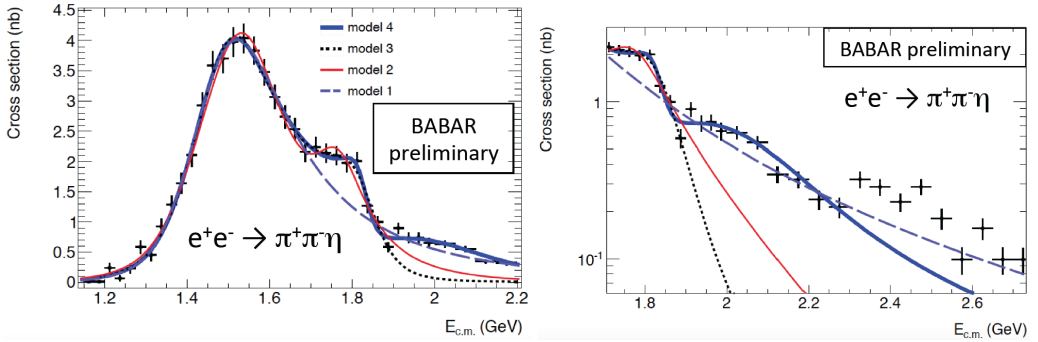 Cross section (nb)
4.5
4
3.5
3
2.5
2
1.5
1
0.5
0
model 4
model 3
model 2
model 1
BABAR
preliminary
e⁺e⁻ → π⁺π⁻η
1.2 1.4 1.6 1.8 2 2.2
E_c.m. (GeV)
Cross section (nb)
1
10⁻¹
BABAR preliminary
e⁺e⁻ → π⁺π⁻η
1.8 2 2.2 2.4 2.6
E_c.m. (GeV)